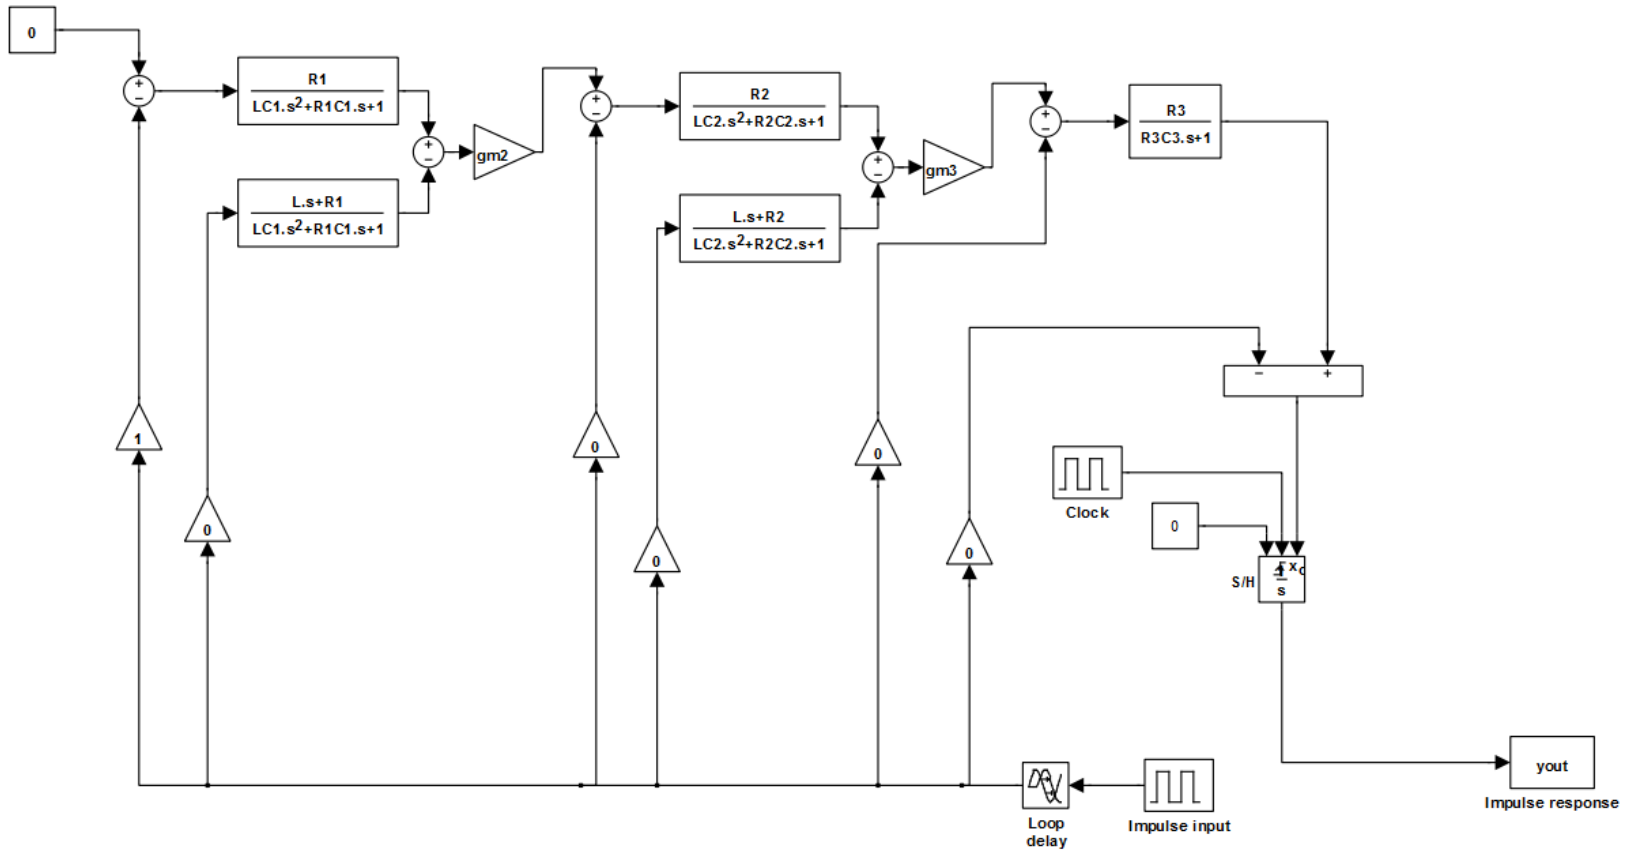 0
+
−
R1
LC1.s2+R1C1.s+1
+
−
gm2
L.s+R1
LC1.s2+R1C1.s+1
+
−
R2
LC2.s2+R2C2.s+1
+
−
gm3
L.s+R2
LC2.s2+R2C2.s+1
+
−
R3
R3C3.s+1
− +
1
0
0
0
0
0
Clock
0
S/H
xo
s
yout
Impulse response
Loop
delay
Impulse input